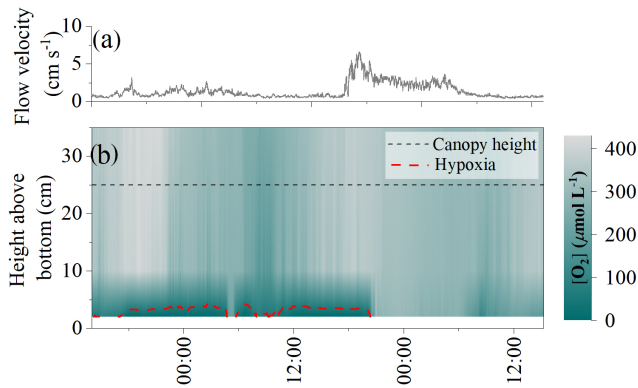 (a)
Flow velocity
(cm s⁻¹)
10
5
0
(b)
Height above
bottom (cm)
30
20
10
0
Canopy height
Hypoxia
00:00
12:00
00:00
12:00
[O₂] (μmol L⁻¹)
400
300
200
100
0